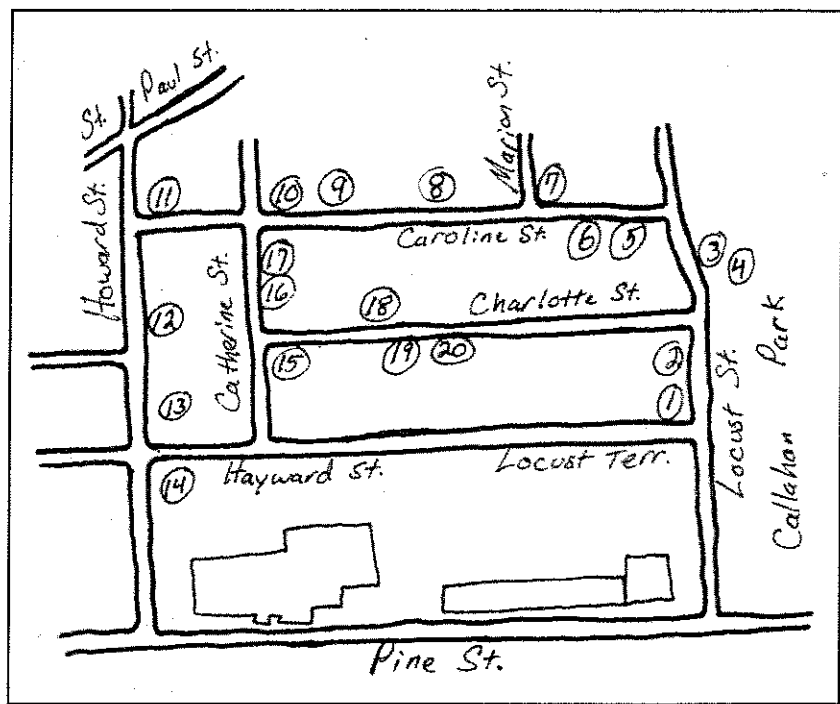 Paul St.
St.
Marion St.
11
10
9
8
7
Howard St.
Caroline St.
6
5
3
4
17
16
Catherine St.
12
18
Charlotte St.
15
19
20
2
13
1
Locust St.
Callahan Park
14
Hayward St.
Locust Terr.
Pine St.